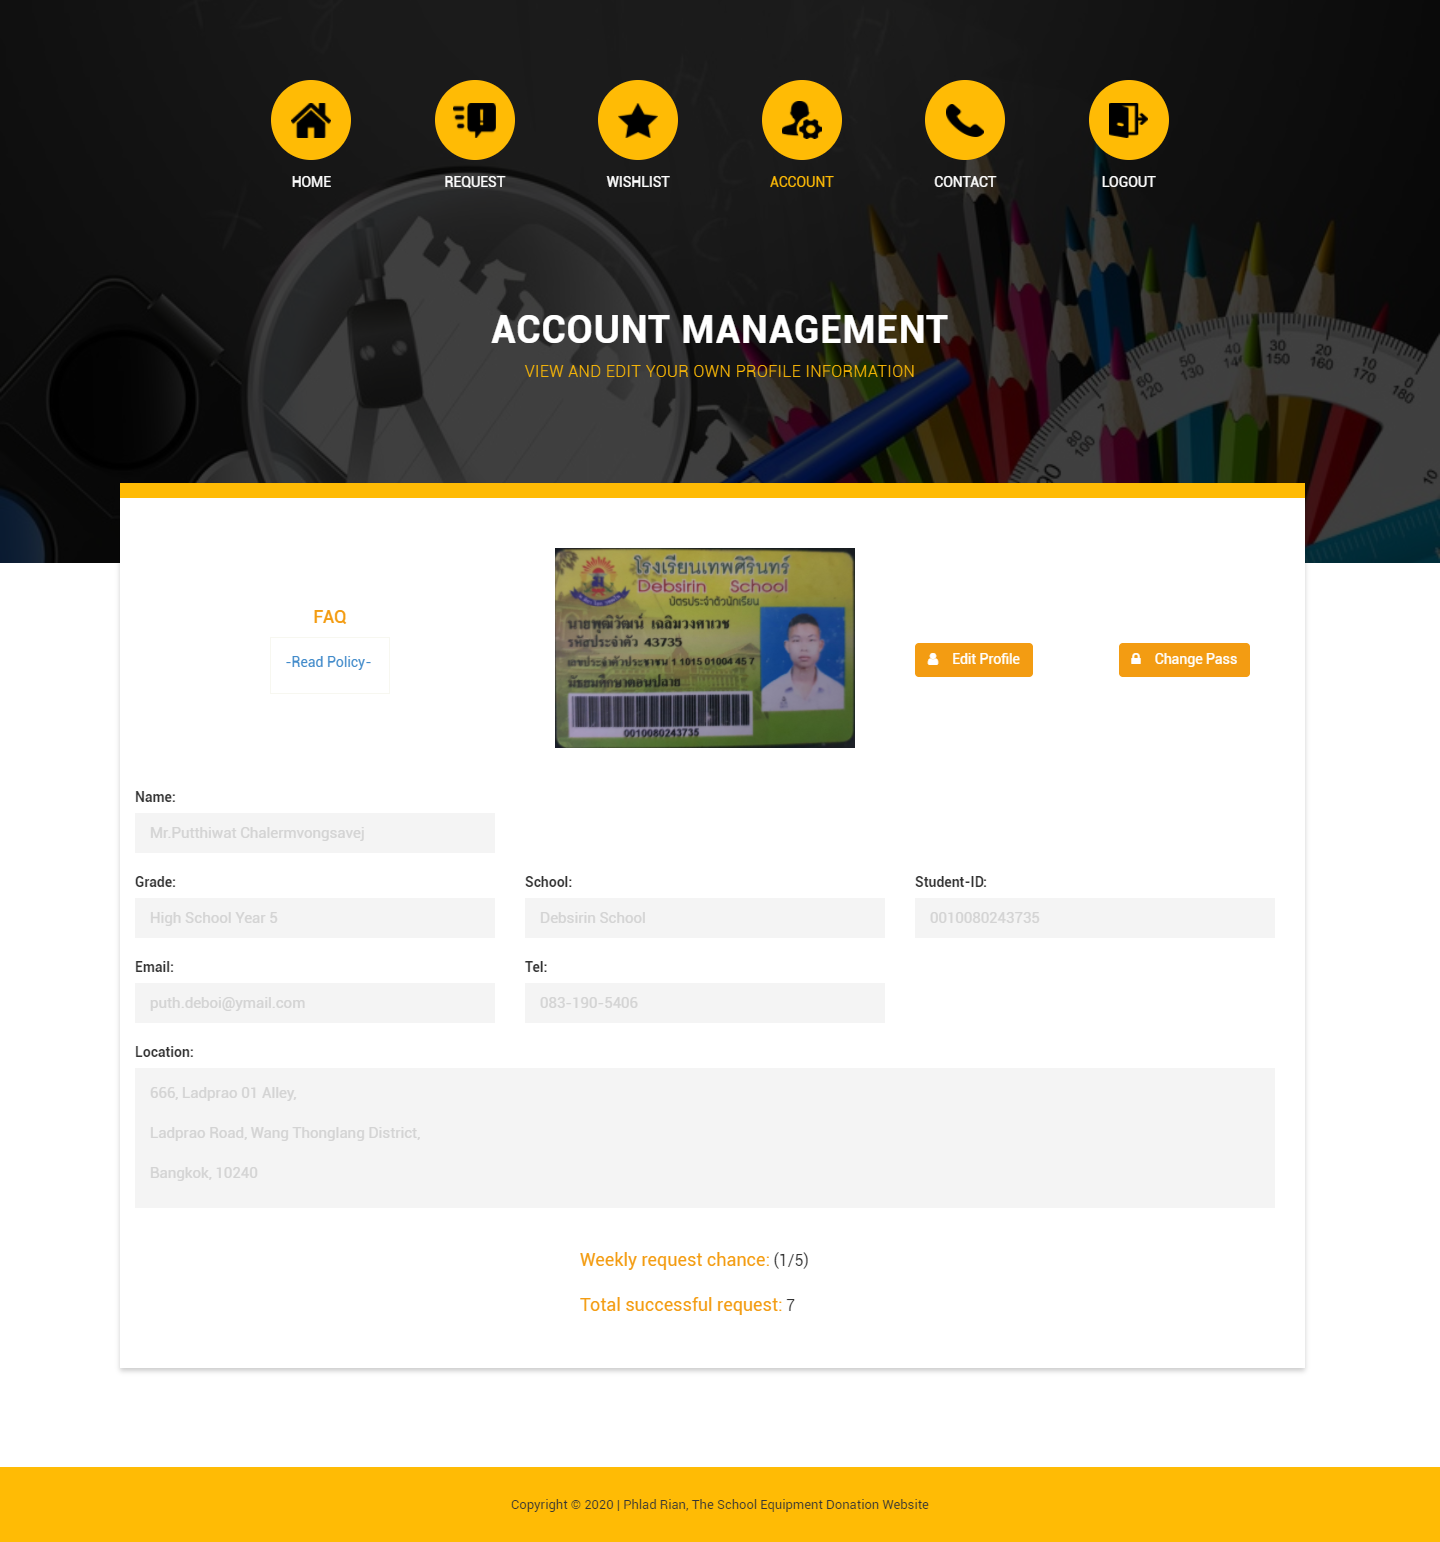 HOME
REQUEST
WISHLIST
ACCOUNT
CONTACT
LOGOUT
ACCOUNT MANAGEMENT
VIEW AND EDIT YOUR OWN PROFILE INFORMATION
FAQ
-Read Policy-
โรงเรียนเทพศิรินทร์
Debsirin School
บัตรประจำตัวนักเรียน
นายพุฒิวัฒน์ เฉลิมวงศาเวช
รหัสประจำตัว 43735
เลขประจำตัวประชาชน 1 1015 01004 45 7
มัธยมศึกษาตอนปลาย
0010080243735
Edit Profile
Change Pass
Name:
Mr.Putthiwat Chalermvongsavej
Grade:
School:
Student-ID:
High School Year 5
Debsirin School
0010080243735
Email:
Tel:
puth.deboi@ymail.com
083-190-5406
Location:
666, Ladprao 01 Alley,
Ladprao Road, Wang Thonglang District,
Bangkok, 10240
Weekly request chance: (1/5)
Total successful request: 7
Copyright © 2020 | Phlad Rian, The School Equipment Donation Website